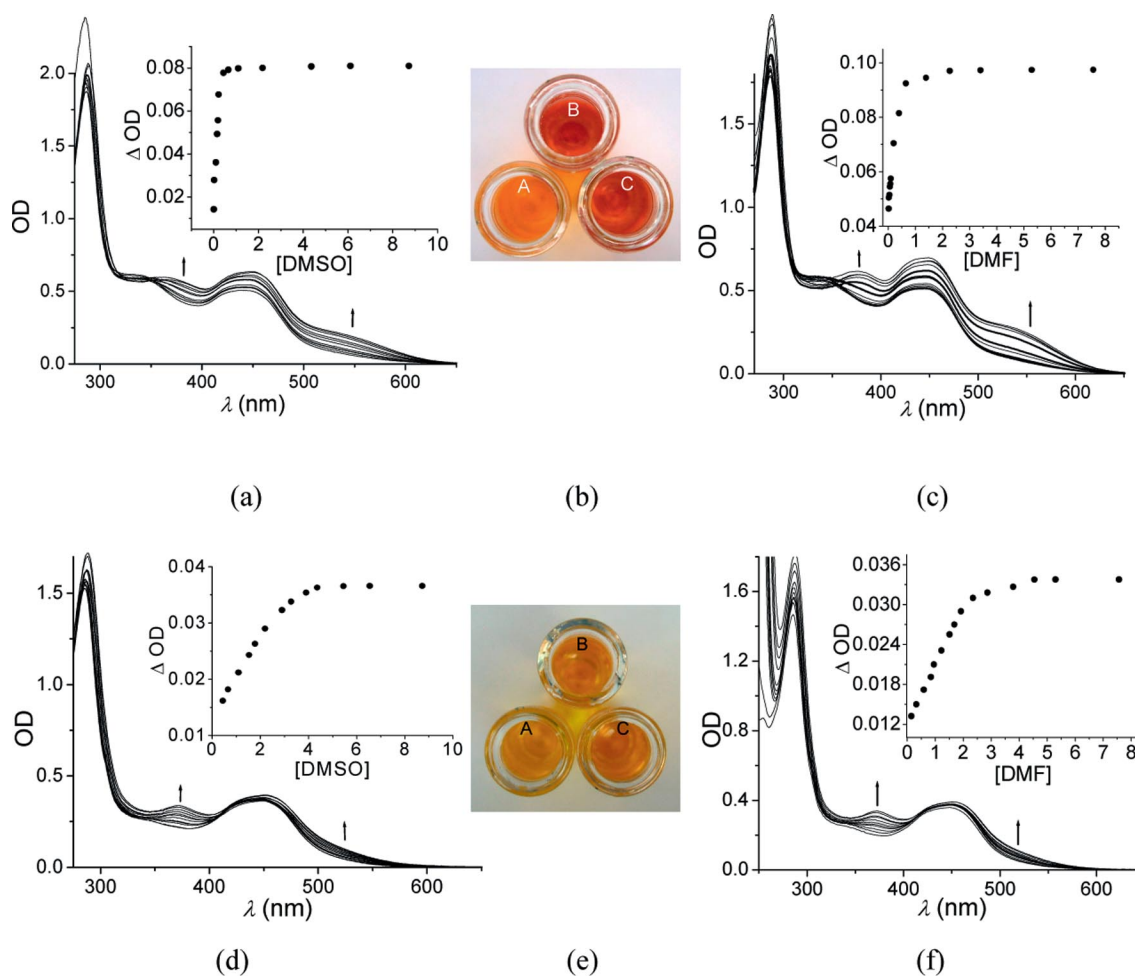 2.0
1.5
1.0
0.5
0.0
OD
300 400 500 600
λ (nm)
0.08
0.06
0.04
0.02
Δ OD
0 2 4 6 8 10
[DMSO]
(a)
B
A
C
(b)
1.5
1.0
0.5
0.0
OD
300 400 500 600
λ (nm)
0.10
0.08
0.06
0.04
Δ OD
0 1 2 3 4 5 6 7 8
[DMF]
(c)
1.5
1.0
0.5
0.0
OD
300 400 500 600
λ (nm)
0.04
0.03
0.02
0.01
Δ OD
0 2 4 6 8 10
[DMSO]
(d)
B
A
C
(e)
1.6
1.2
0.8
0.4
0.0
OD
300 400 500 600
λ (nm)
0.036
0.030
0.024
0.018
0.012
Δ OD
0 1 2 3 4 5 6 7 8
[DMF]
(f)